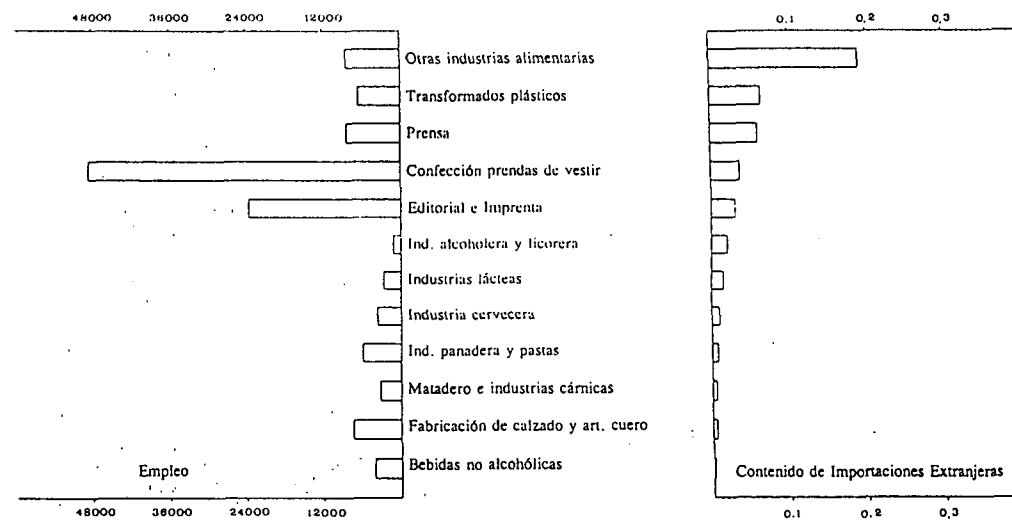 48000 36000 24000 12000 0.1 0.2 0.3
Otras industrias alimentarias
Transformados plásticos
Prensa
Confección prendas de vestir
Editorial e Imprenta
Ind. alcoholera y licorera
Industrias lácteas
Industria cervecera
Ind. panadera y pastas
Matadero e industrias cárnicas
Fabricación de calzado y art. cuero
Empleo Bebidas no alcohólicas Contenido de Importaciones Extranjeras
48000 36000 24000 12000 0.1 0.2 0.3